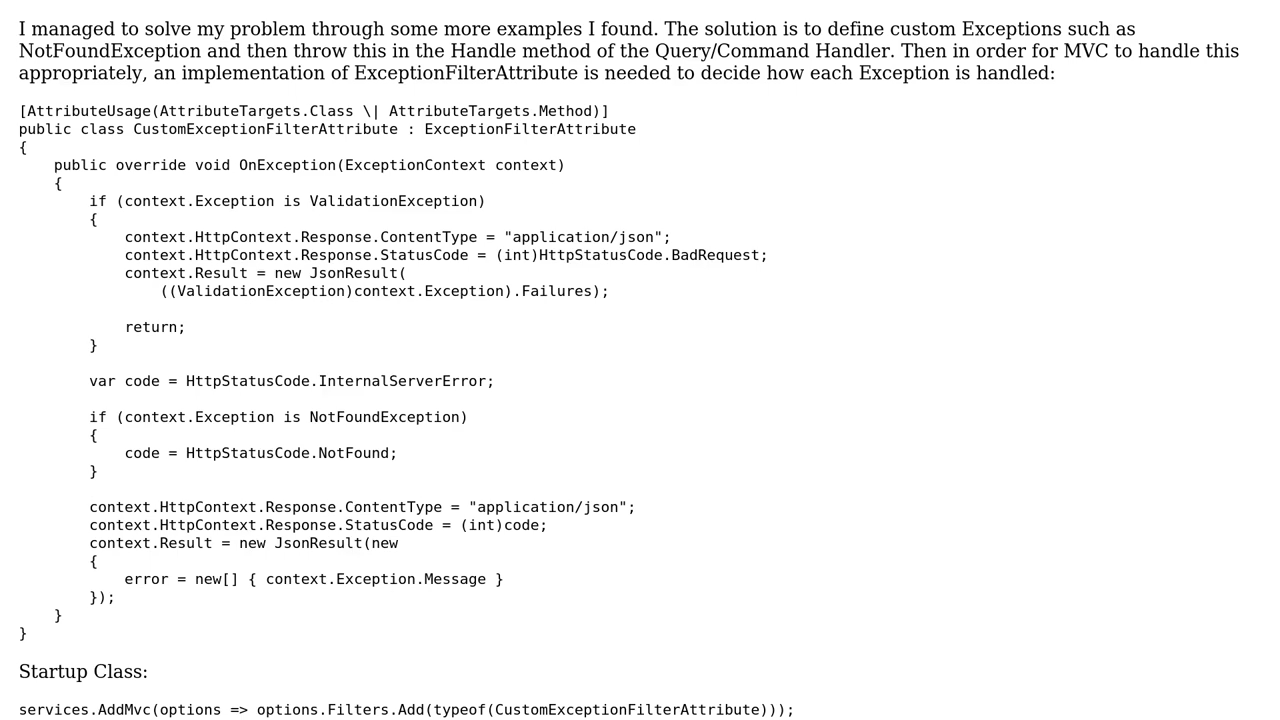 I managed to solve my problem through some more examples I found. The solution is to define custom Exceptions such as
NotFoundException and then throw this in the Handle method of the Query/Command Handler. Then in order for MVC to handle this
appropriately, an implementation of ExceptionFilterAttribute is needed to decide how each Exception is handled:
[AttributeUsage(AttributeTargets.Class \| AttributeTargets.Method)]
public class CustomExceptionFilterAttribute : ExceptionFilterAttribute
{
    public override void OnException(ExceptionContext context)
    {
        if (context.Exception is ValidationException)
        {
            context.HttpContext.Response.ContentType = "application/json";
            context.HttpContext.Response.StatusCode = (int)HttpStatusCode.BadRequest;
            context.Result = new JsonResult(
                ((ValidationException)context.Exception).Failures);

            return;
        }

        var code = HttpStatusCode.InternalServerError;

        if (context.Exception is NotFoundException)
        {
            code = HttpStatusCode.NotFound;
        }

        context.HttpContext.Response.ContentType = "application/json";
        context.HttpContext.Response.StatusCode = (int)code;
        context.Result = new JsonResult(new
        {
            error = new[] { context.Exception.Message }
        });
    }
}
Startup Class:
services.AddMvc(options => options.Filters.Add(typeof(CustomExceptionFilterAttribute)));